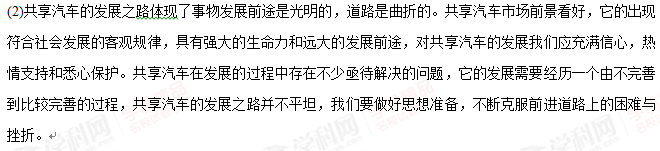 (2)共享汽车的发展之路体现了事物发展前途是光明的，道路是曲折的。共享汽车市场前景看好，它的出现
符合社会发展的客观规律，具有强大的生命力和远大的发展前途，对共享汽车的发展我们应充满信心，热
情支持和悉心保护。共享汽车在发展的过程中存在不少亟待解决的问题，它的发展需要经历一个由不完善
到比较完善的过程，共享汽车的发展之路并不平坦，我们要做好思想准备，不断克服前进道路上的困难与
挫折。